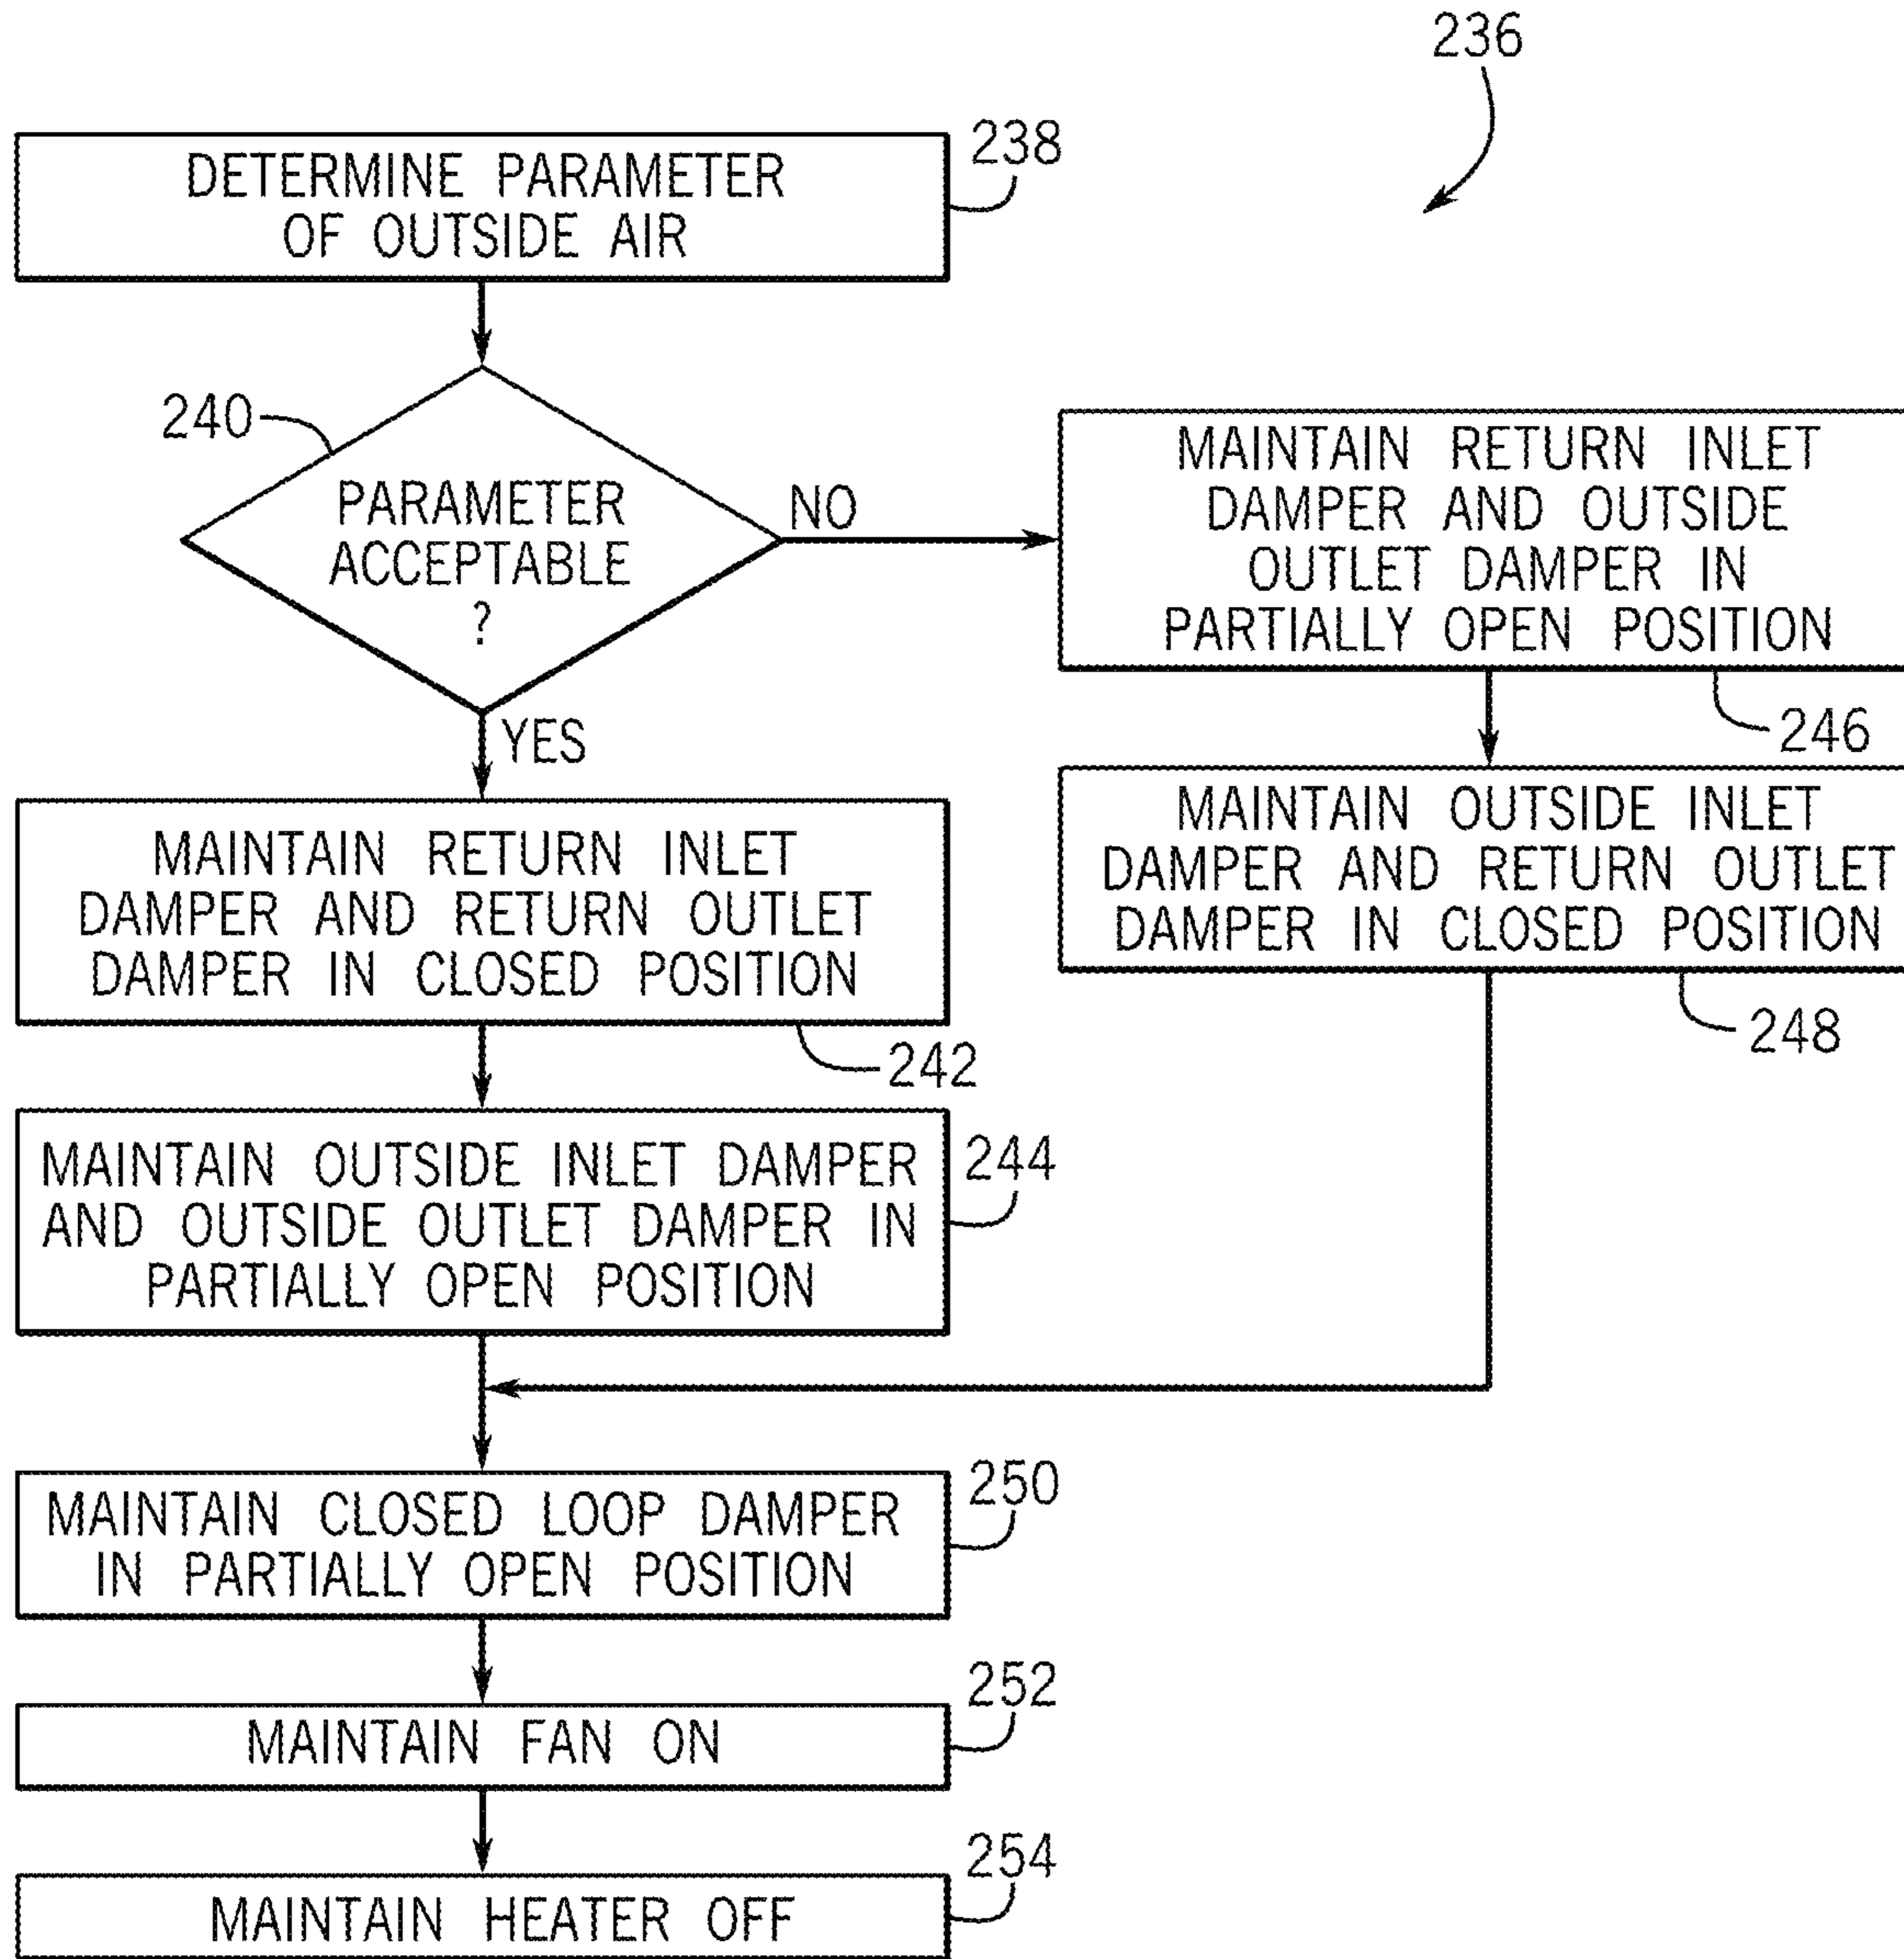 236
DETERMINE PARAMETER
OF OUTSIDE AIR
238
240
PARAMETER
ACCEPTABLE
?
NO
YES
MAINTAIN RETURN INLET
DAMPER AND OUTSIDE
OUTLET DAMPER IN
PARTIALLY OPEN POSITION
246
MAINTAIN OUTSIDE INLET
DAMPER AND RETURN OUTLET
DAMPER IN CLOSED POSITION
248
MAINTAIN RETURN INLET
DAMPER AND RETURN OUTLET
DAMPER IN CLOSED POSITION
242
MAINTAIN OUTSIDE INLET DAMPER
AND OUTSIDE OUTLET DAMPER IN
PARTIALLY OPEN POSITION
244
MAINTAIN CLOSED LOOP DAMPER
IN PARTIALLY OPEN POSITION
250
MAINTAIN FAN ON
252
MAINTAIN HEATER OFF
254